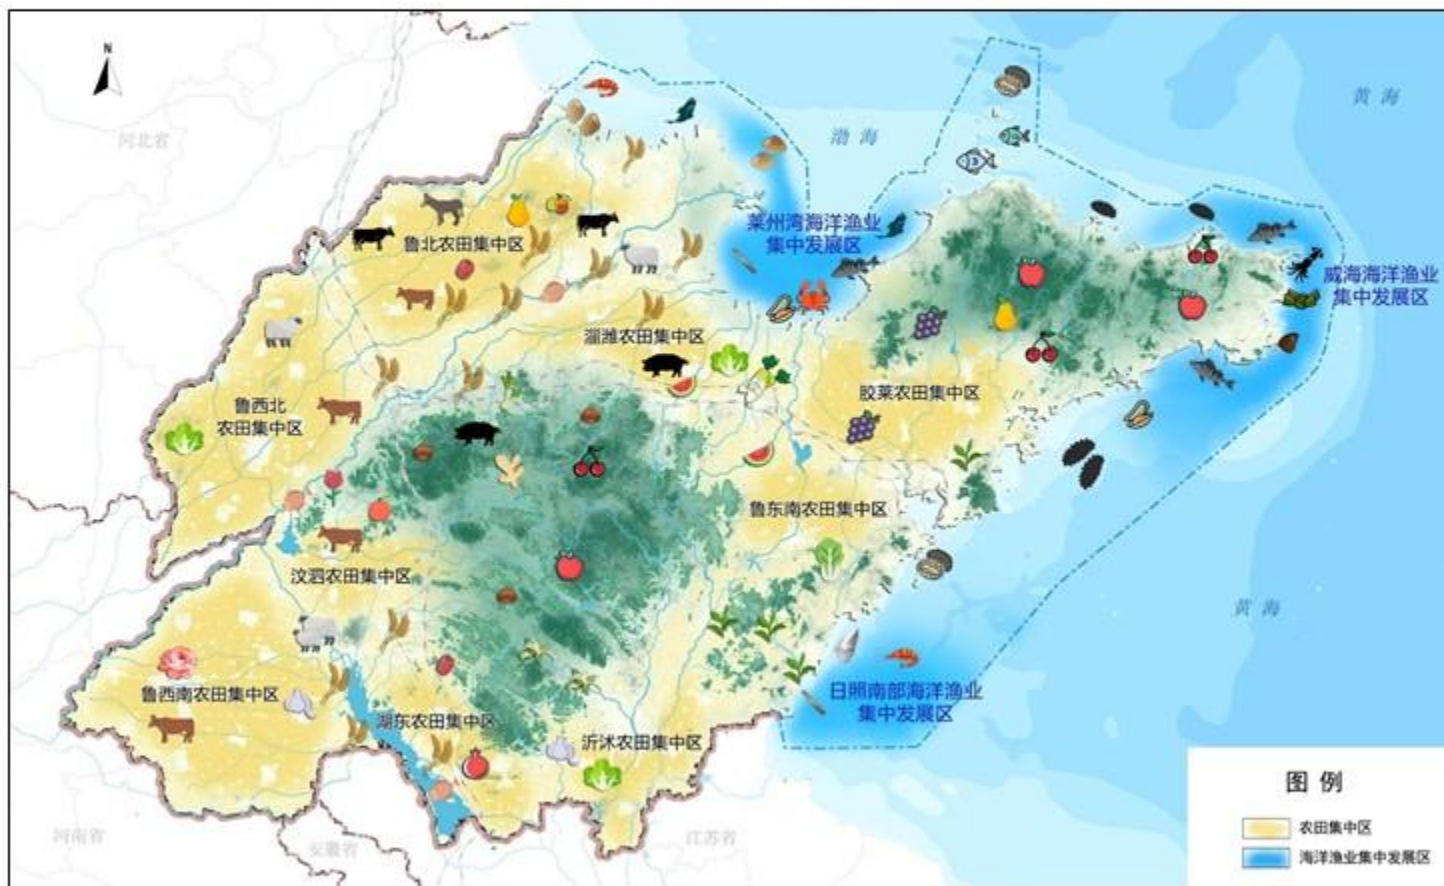 N
黄海
河北省
渤海
莱州湾海洋渔业
集中发展区
鲁北农田集中区
威海海洋渔业
集中发展区
淄潍农田集中区
胶莱农田集中区
鲁西北
农田集中区
鲁东南农田集中区
汶泗农田集中区
黄海
鲁西南农田集中区
日照南部海洋渔业
集中发展区
湖东农田集中区
沂沭农田集中区
图例
农田集中区
海洋渔业集中发展区
河南省
安徽省
江苏省